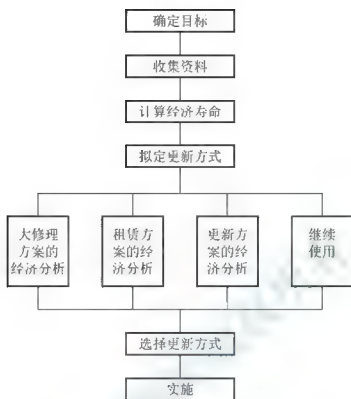 确定目标
收集资料
计算经济寿命
拟定更新方式
大修理
方案的
经济分析
租赁方
案的经
济分析
更新方
案的经
济分析
继续
使用
选择更新方式
实施